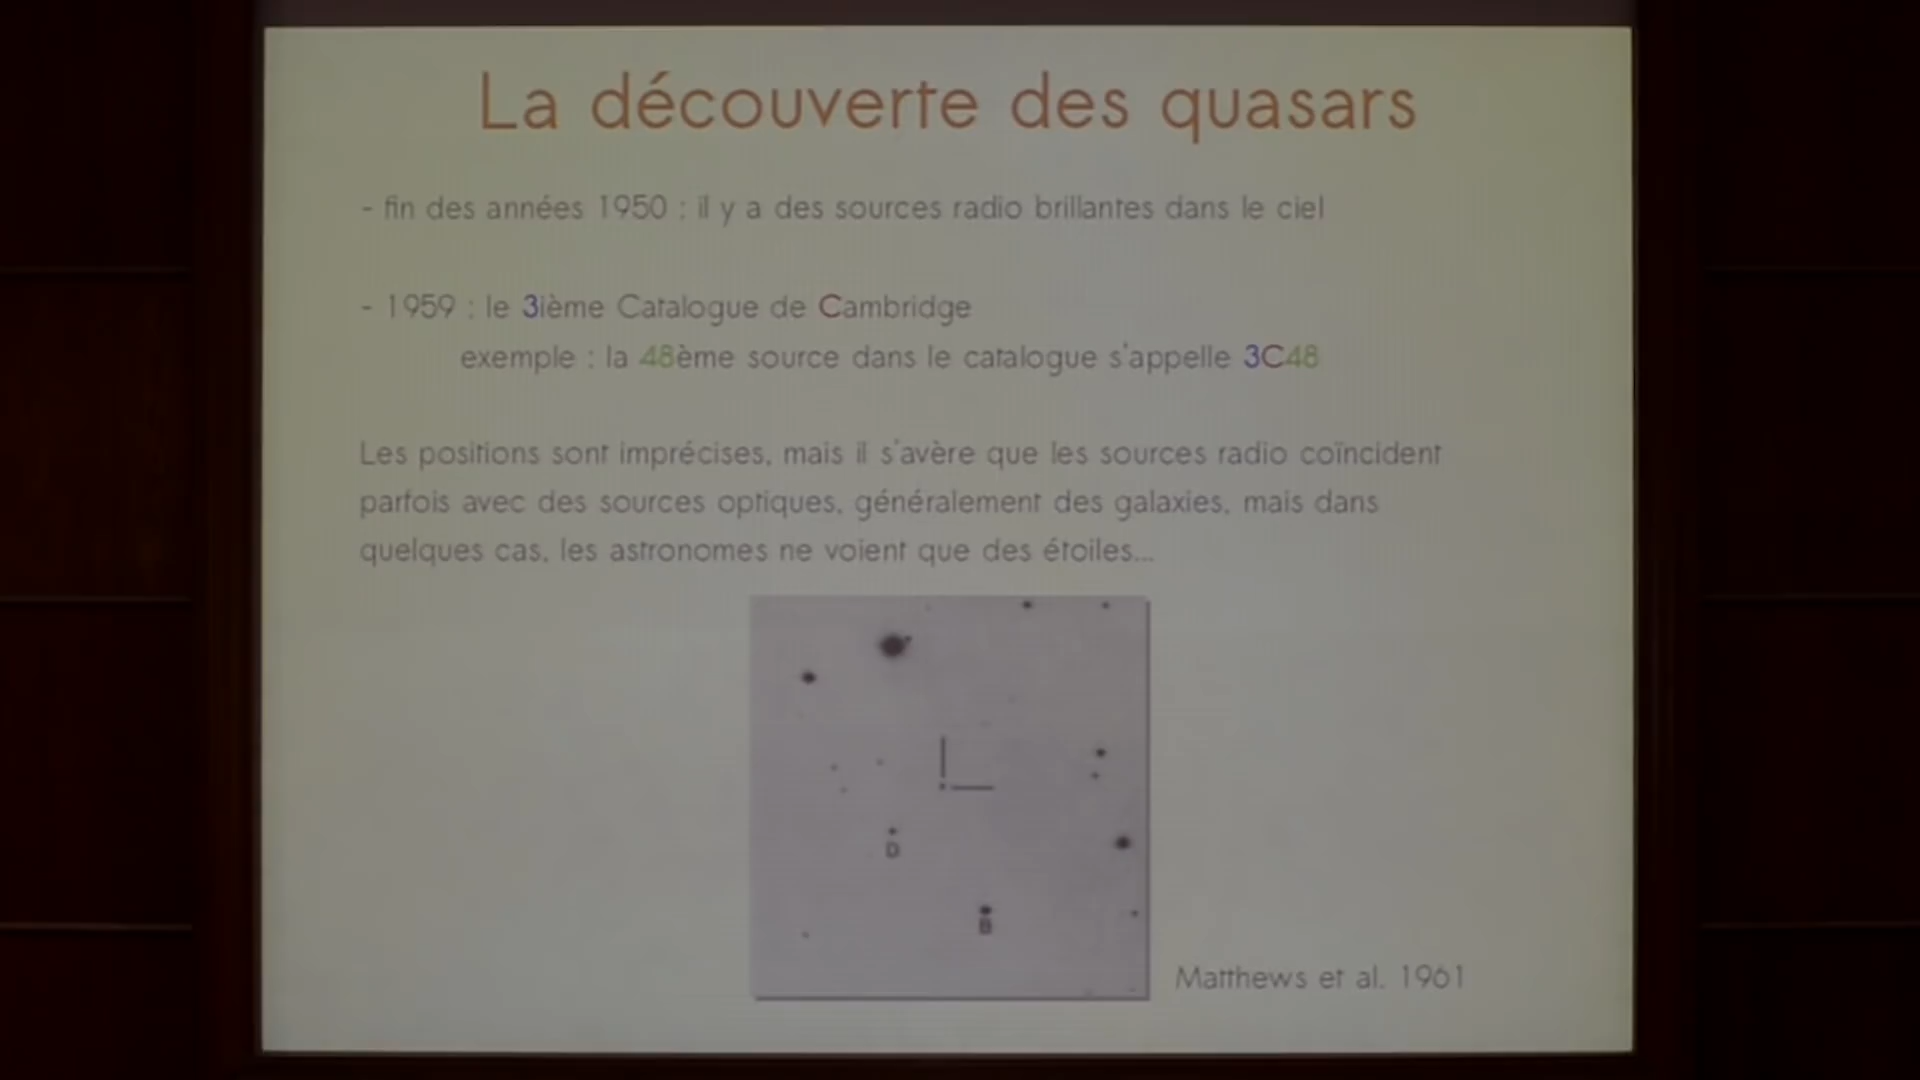 La découverte des quasars
- fin des années 1950 : il y a des sources radio brillantes dans le ciel
- 1959 : le 3ième Catalogue de Cambridge
exemple : la 48ème source dans le catalogue s'appelle 3C48
Les positions sont imprécises, mais il s'avère que les sources radio coïncident
parfois avec des sources optiques, généralement des galaxies, mais dans
quelques cas, les astronomes ne voient que des étoiles...
D
B
Matthews et al. 1961